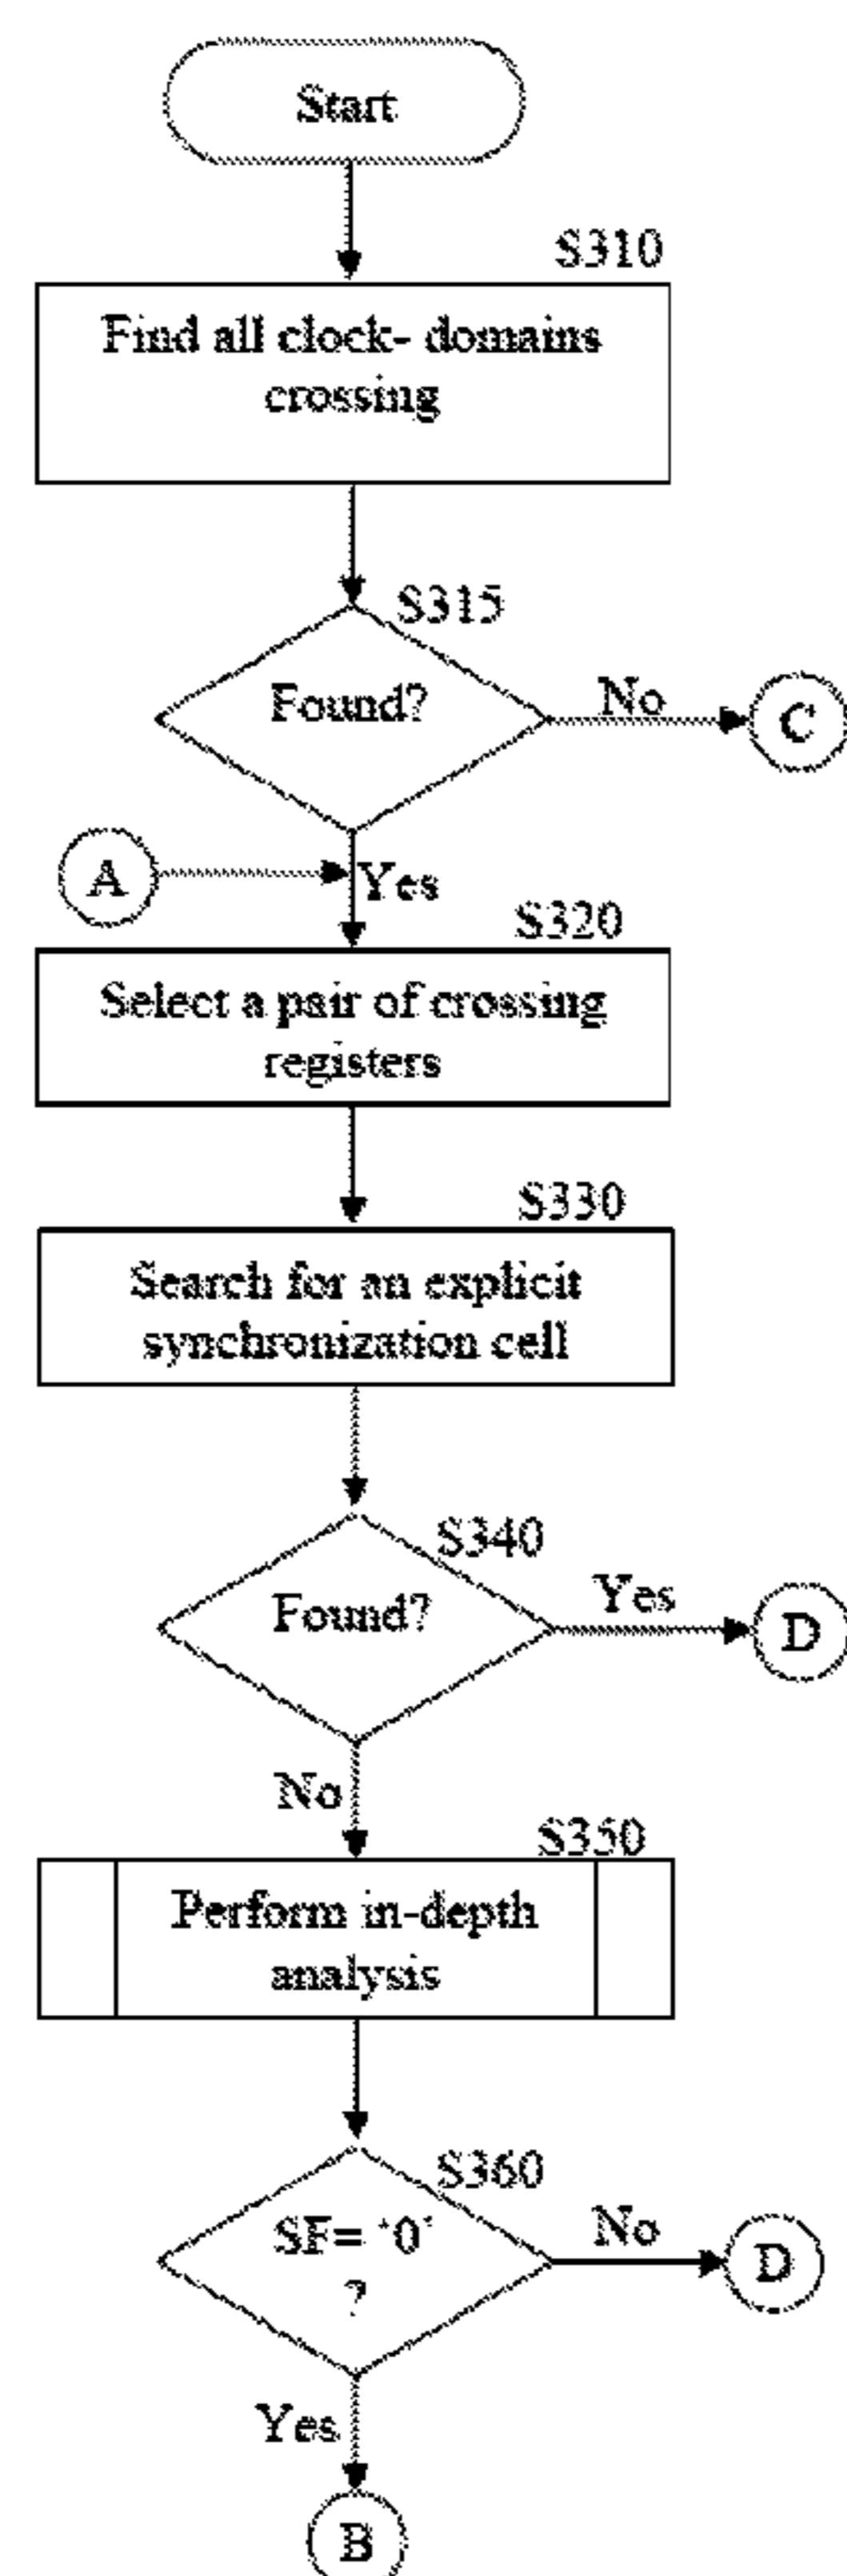 Start
S310
Find all clock- domains
crossing
S315
Found?
No
C
A
Yes
S320
Select a pair of crossing
registers
S330
Search for an explicit
synchronization cell
S340
Found?
Yes
D
No
S350
Perform in-depth
analysis
S360
SF= '0'
?
No
D
Yes
B